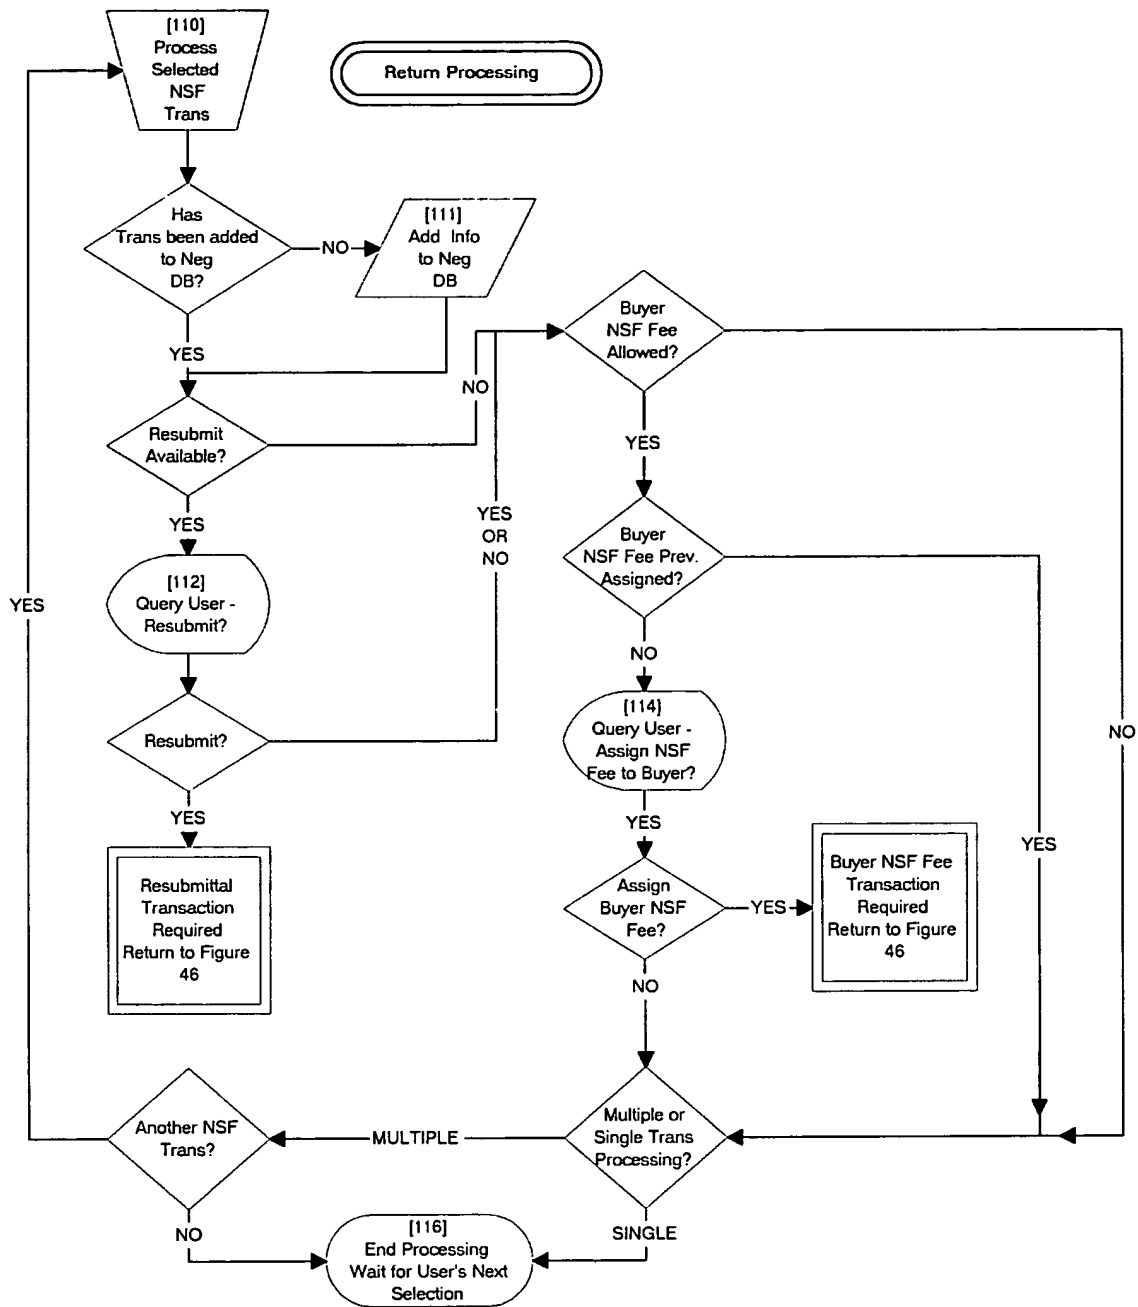 [110]
Process
Selected
NSF
Trans
Return Processing
Has
Trans been added
to Neg
DB?
NO
[111]
Add Info
to Neg
DB
YES
Resubmit
Available?
NO
YES
[112]
Query User -
Resubmit?
Resubmit?
YES
OR
NO
YES
Resubmittal
Transaction
Required
Return to Figure
46
Buyer
NSF Fee
Allowed?
NO
YES
Buyer
NSF Fee Prev.
Assigned?
YES
NO
[114]
Query User -
Assign NSF
Fee to Buyer?
YES
Assign
Buyer NSF
Fee?
YES
Buyer NSF Fee
Transaction
Required
Return to Figure
46
NO
Multiple or
Single Trans
Processing?
MULTIPLE
Another NSF
Trans?
YES
NO
SINGLE
[116]
End Processing
Wait for User's Next
Selection